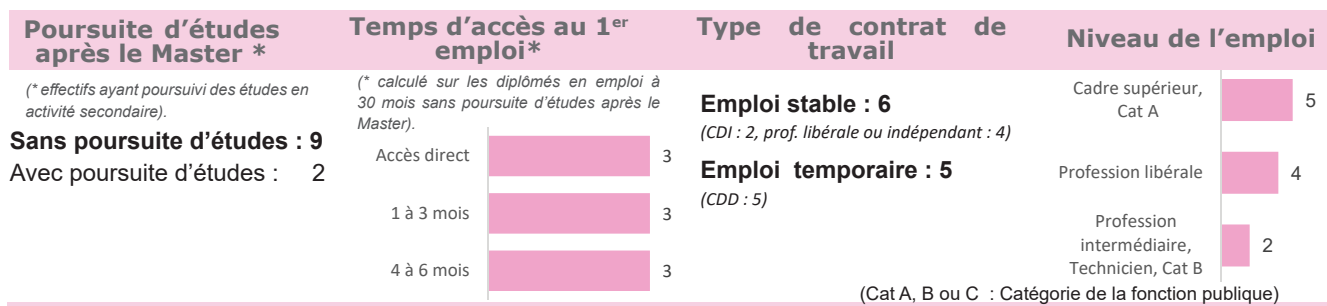 Poursuite d’études
après le Master *
(* effectifs ayant poursuivi des études en
activité secondaire).
Sans poursuite d’études : 9
Avec poursuite d’études : 2
Temps d’accès au 1er
emploi*
(* calculé sur les diplômés en emploi à
30 mois sans poursuite d’études après le
Master).
Accès direct 3
1 à 3 mois 3
4 à 6 mois 3
Type de contrat de
travail
Emploi stable : 6
(CDI : 2, prof. libérale ou indépendant : 4)
Emploi temporaire : 5
(CDD : 5)
Niveau de l’emploi
Cadre supérieur,
Cat A 5
Profession libérale 4
Profession
intermédiaire, 2
Technicien, Cat B
(Cat A, B ou C : Catégorie de la fonction publique)